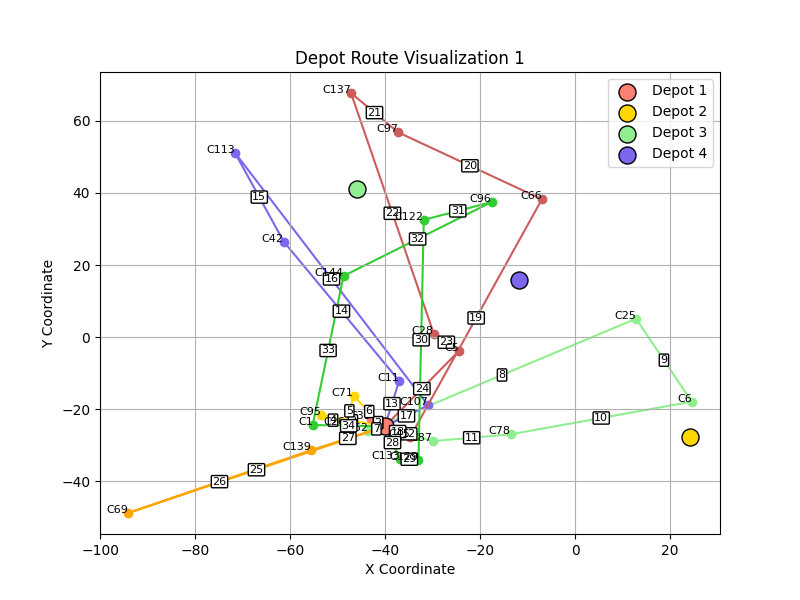 Depot Route Visualization 1
Depot 1
Depot 2
Depot 3
Depot 4
Y Coordinate
60
40
20
0
−20
−40
−100
−80
−60
−40
−20
0
20
X Coordinate
C137
21
C97
20
C66
C113
15
C42
22
C122
31
C96
32
C144
16
14
19
C25
33
C28
30
23
C5
9
8
C11
24
C71
13
C107
C6
C95
5
6
17
10
C1
34
7
C78
11
27
28
C139
29
25
26
C69